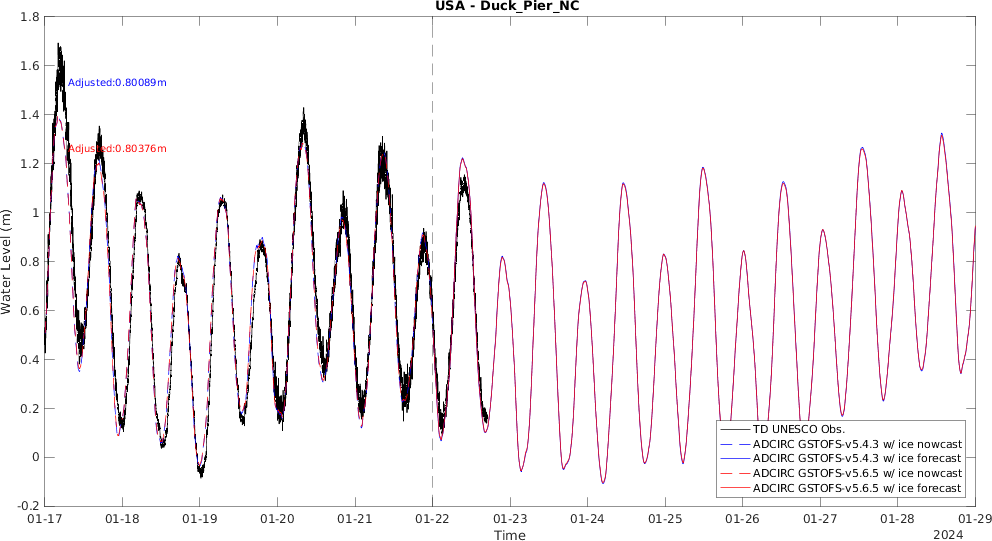 USA - Duck_Pier_NC
Water Level (m)
1.8
1.6
1.4
1.2
1
0.8
0.6
0.4
0.2
0
-0.2
Adjusted:0.80089m
Adjusted:0.80376m
TD UNESCO Obs.
ADCIRC GSTOFS-v5.4.3 w/ ice nowcast
ADCIRC GSTOFS-v5.4.3 w/ ice forecast
ADCIRC GSTOFS-v5.6.5 w/ ice nowcast
ADCIRC GSTOFS-v5.6.5 w/ ice forecast
01-17 01-18 01-19 01-20 01-21 01-22 01-23 01-24 01-25 01-26 01-27 01-28 01-29
Time
2024